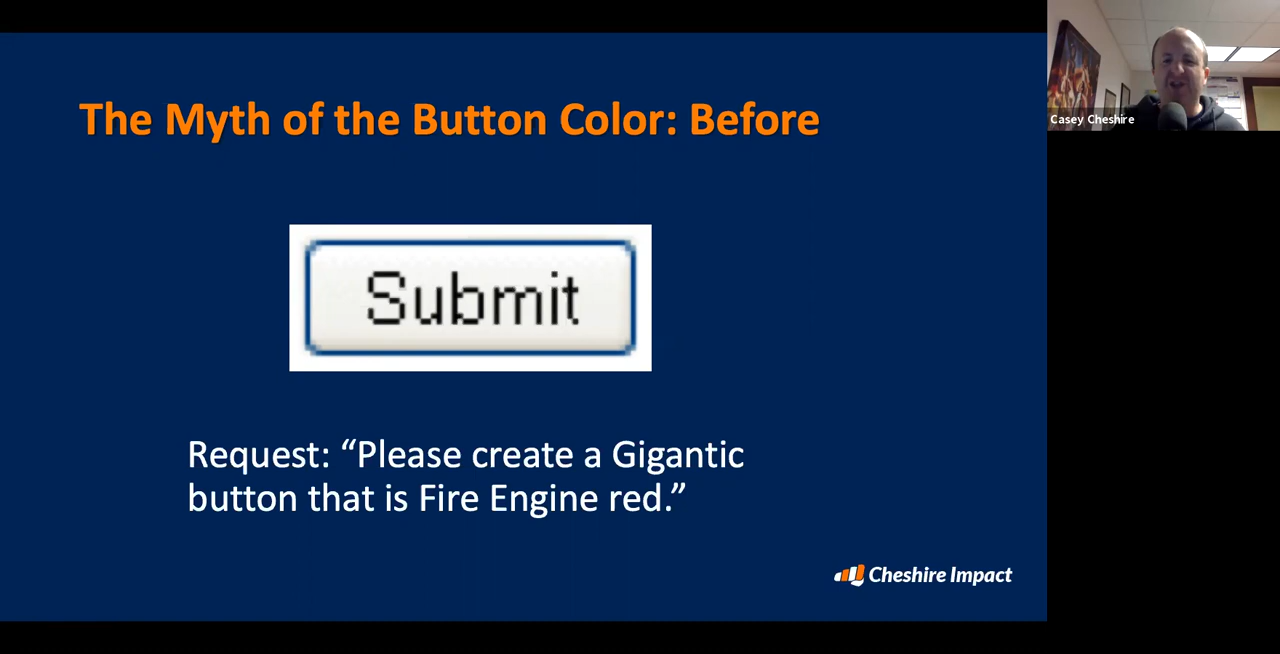 The Myth of the Button Color: Before
Submit
Request: “Please create a Gigantic
button that is Fire Engine red.”
Cheshire Impact
Casey Cheshire